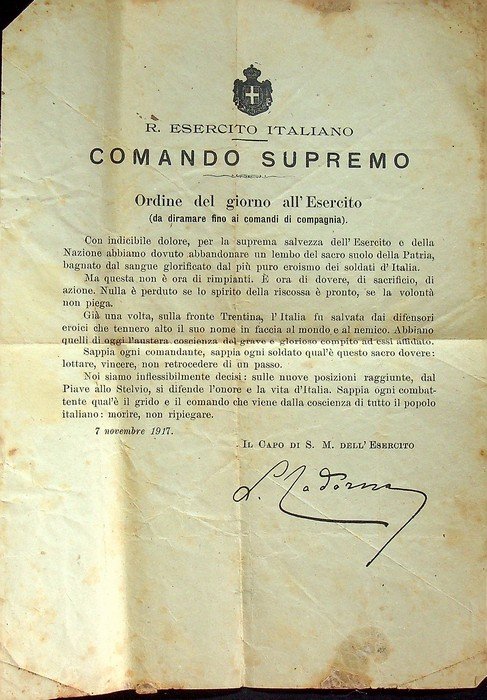 R. ESERCITO ITALIANO
COMANDO SUPREMO
Ordine del giorno all'Esercito
(da diramare fino ai comandi di compagnia).
Con indicibile dolore, per la suprema salvezza dell'Esercito e della
Nazione abbiamo dovuto abbandonare un lembo del sacro suolo della Patria,
bagnato dal sangue glorificato dal più puro eroismo dei soldati d'Italia.
Ma questa non è ora di rimpianti. È ora di dovere, di sacrificio, di
azione. Nulla è perduto se lo spirito della riscossa è pronto, se la volontà
non piega.
Già una volta, sulla fronte Trentina, l'Italia fu salvata dai difensori
eroici che tennero alto il suo nome in faccia al mondo e al nemico. Abbiano
quelli di oggi l'austera coscienza del grave e glorioso compito ad essi affidato.
Sappia ogni comandante, sappia ogni soldato qual'è questo sacro dovere:
lottare, vincere, non retrocedere di un passo.
Noi siamo inflessibilmente decisi: sulle nuove posizioni raggiunte, dal
Piave allo Stelvio, si difende l'onore e la vita d'Italia. Sappia ogni combat-
tente qual'è il grido e il comando che viene dalla coscienza di tutto il popolo
italiano: morire, non ripiegare.
7 novembre 1917.
IL CAPO DI S. M. DELL'ESERCITO
L. Cadorna